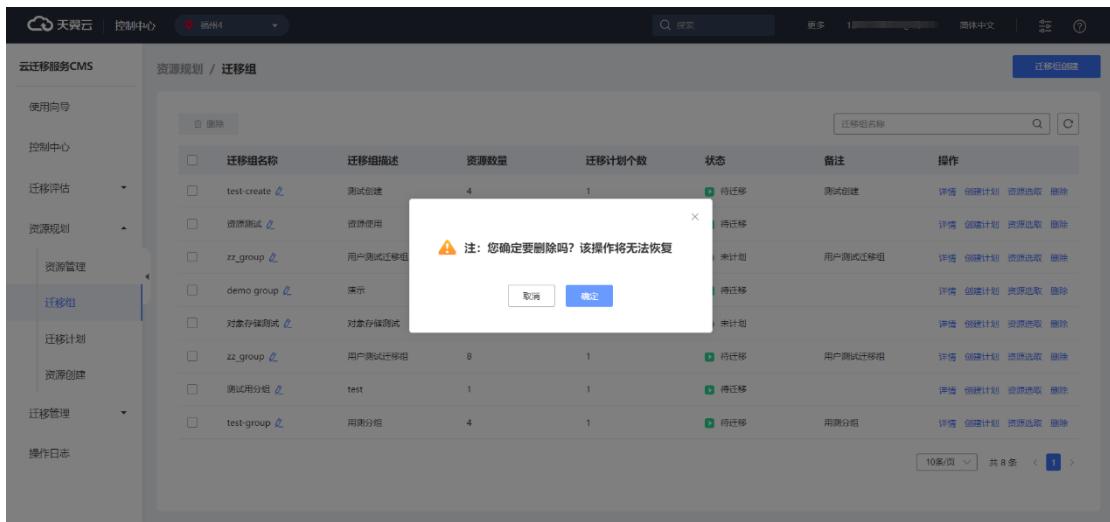 天翼云 控制中心 福州4 搜索 更多 简体中文
云迁移服务CMS
资源规划 / 迁移组
迁移组创建
使用向导
删除
迁移组名称
控制中心
迁移组名称 迁移组描述 资源数量 迁移计划个数 状态 备注 操作
迁移评估
test-create 测试创建 4 1 待迁移 测试创建 详情 创建计划 资源选取 删除
资源规划
资源测试 资源使用 待迁移 详情 创建计划 资源选取 删除
注：您确定要删除吗？该操作将无法恢复
资源管理
zz_group 用户测试迁移组 未计划 用户测试迁移组 详情 创建计划 资源选取 删除
迁移组
demo group 演示 待迁移 详情 创建计划 资源选取 删除
取消 确定
对象存储测试 对象存储测试 未计划 详情 创建计划 资源选取 删除
迁移计划
zz_group 用户测试迁移组 8 1 待迁移 用户测试迁移组 详情 创建计划 资源选取 删除
资源创建
测试用分组 test 1 1 待迁移 详情 创建计划 资源选取 删除
迁移管理
test-group 用测分组 4 1 待迁移 用测分组 详情 创建计划 资源选取 删除
操作日志
10条/页 共 8 条 1